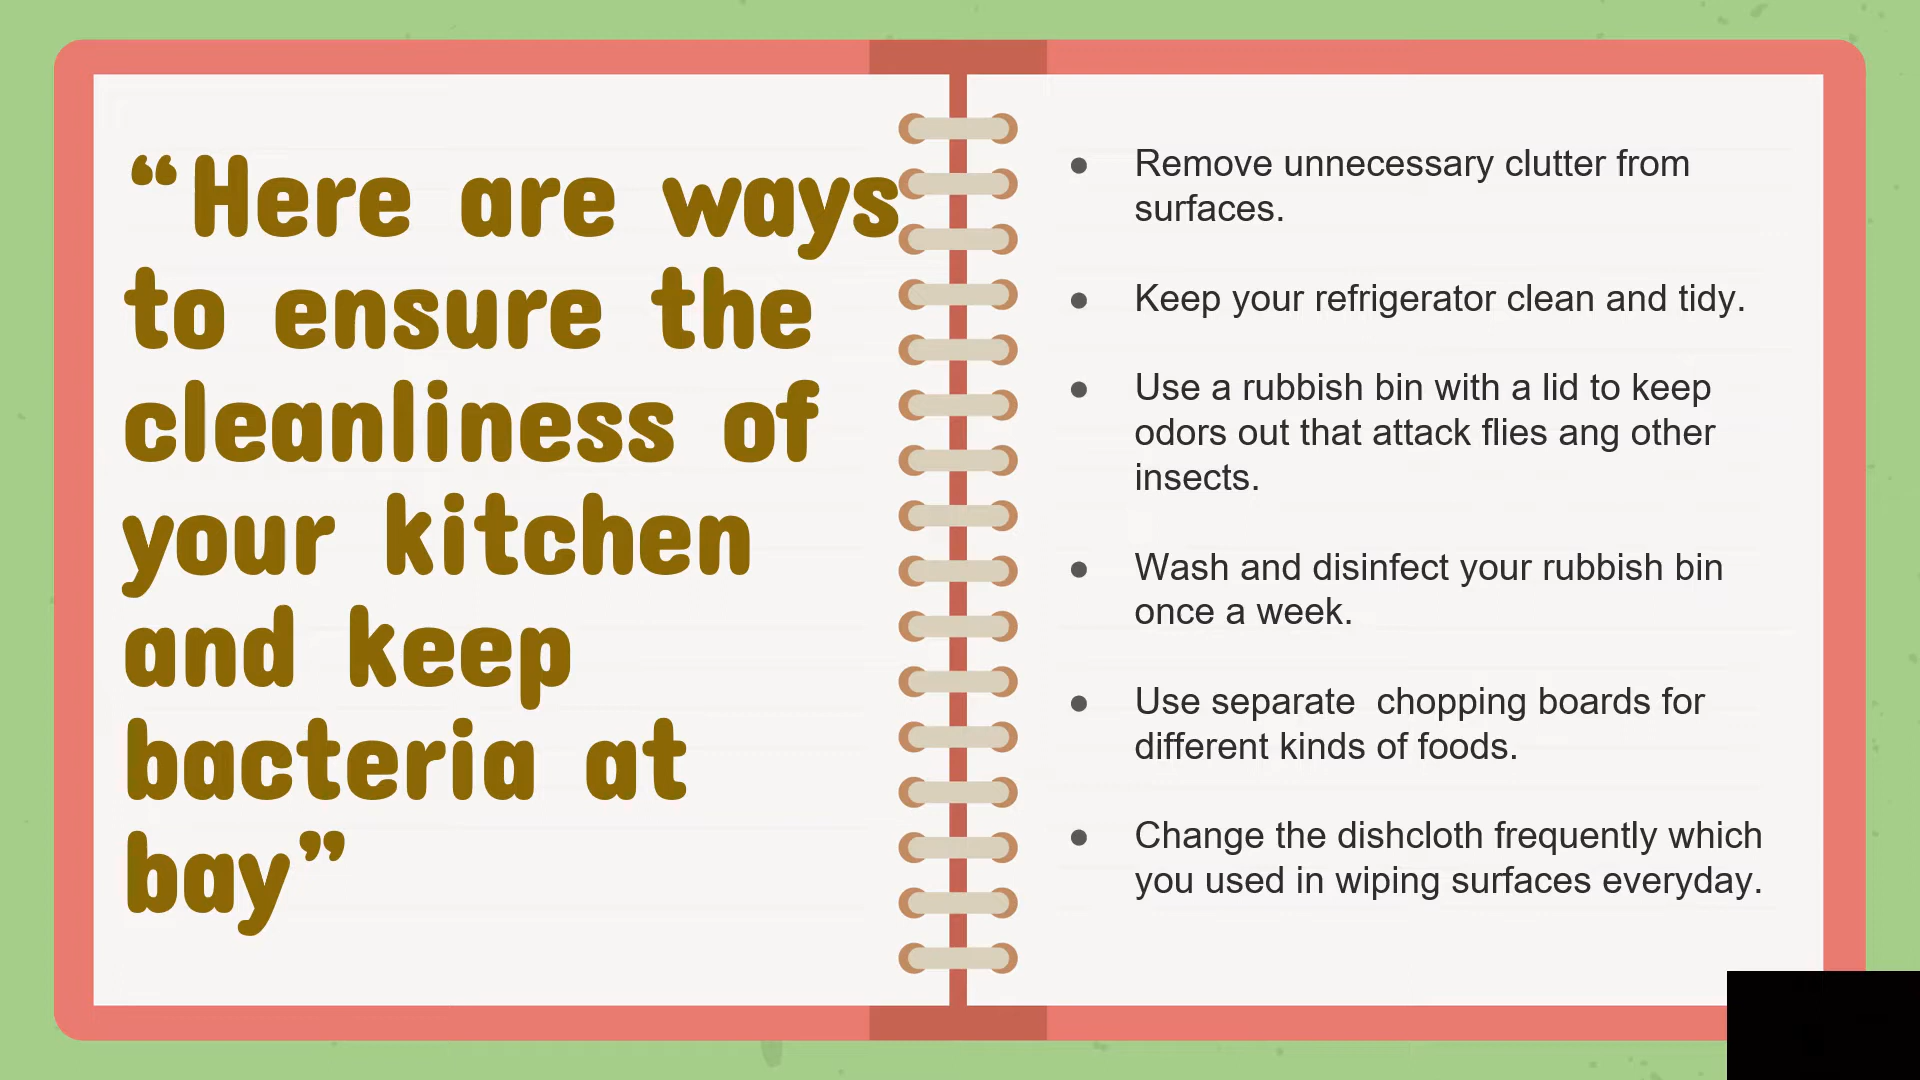 “Here are ways
to ensure the
cleanliness of
your kitchen
and keep
bacteria at
bay”
● Remove unnecessary clutter from
surfaces.
● Keep your refrigerator clean and tidy.
● Use a rubbish bin with a lid to keep
odors out that attack flies ang other
insects.
● Wash and disinfect your rubbish bin
once a week.
● Use separate  chopping boards for
different kinds of foods.
● Change the dishcloth frequently which
you used in wiping surfaces everyday.